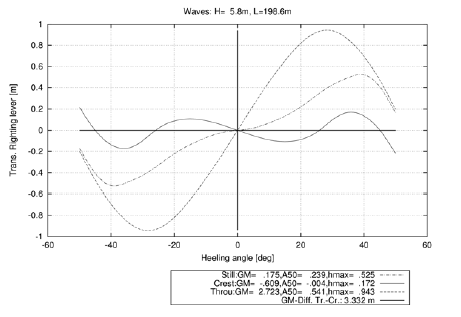 Waves: H= 5.8m, L=198.6m
Trans. Righting lever [m]
1
0.8
0.6
0.4
0.2
0
-0.2
-0.4
-0.6
-0.8
-1
-60 -40 -20 0 20 40 60
Heeling angle [deg]
Still:GM= .175,A50= .239,hmax= .525
Crest:GM= -.609,A50= -.004,hmax= .172
Throu:GM= 2.723,A50= .541,hmax= .943
GM-Diff. Tr.-Cr.: 3.332 m